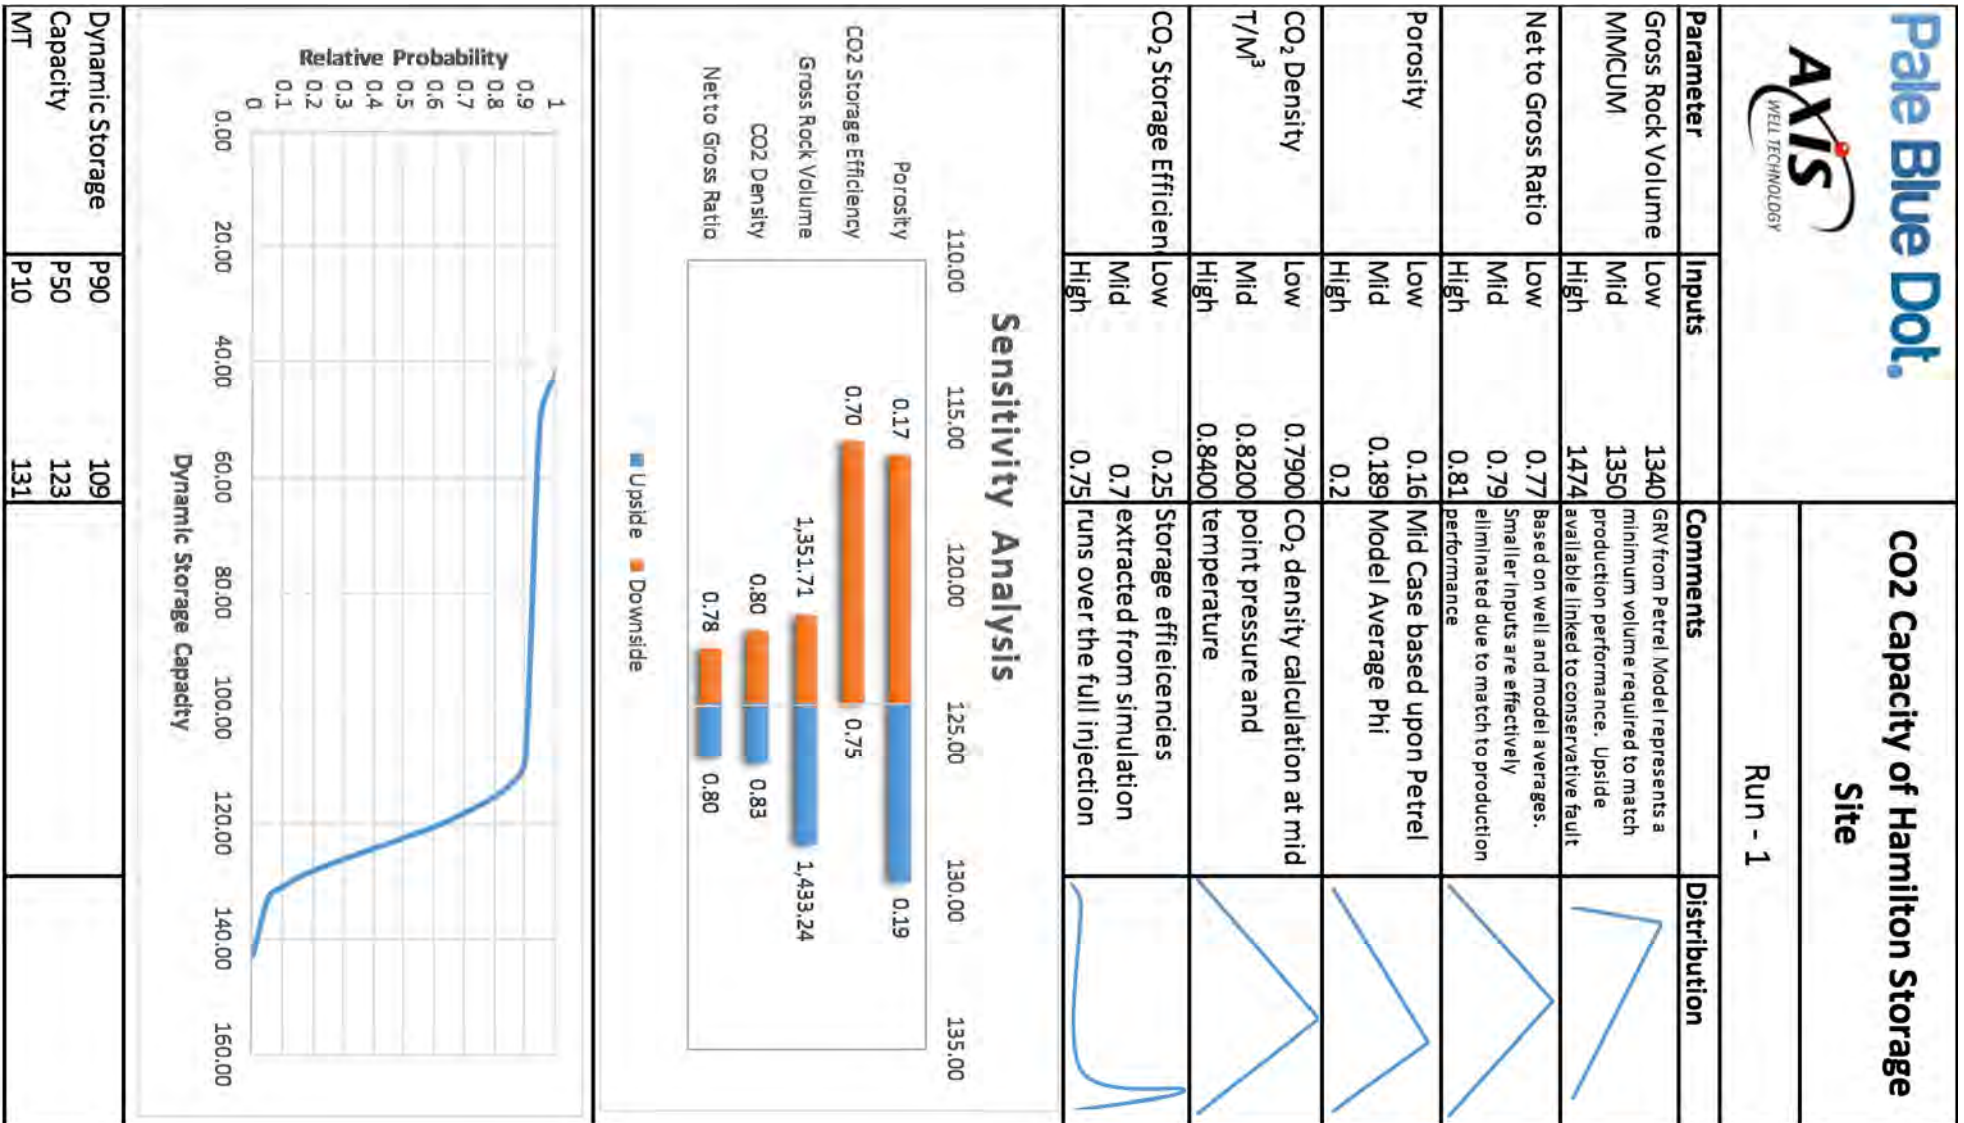 Pale Blue Dot.
AXIS
WELL TECHNOLOGY
CO2 Capacity of Hamilton Storage
Site
Run - 1
Parameter Inputs Comments Distribution
Gross Rock Volume Low 1340 GRV from Petrel Model represents a
MMCUM Mid 1350 minimum volume required to match
High 1474 production performance. Upside
available linked to conservative fault
Net to Gross Ratio Low 0.77 Based on well and model averages.
Mid 0.79 Smaller Inputs are effectively
High 0.81 eliminated due to match to production
performance
Porosity Low 0.16 Mid Case based upon Petrel
Mid 0.189 Model Average Phi
High 0.2
CO₂ Density Low 0.7900 CO₂ density calculation at mid
T/M³ Mid 0.8200 point pressure and
High 0.8400 temperature
CO₂ Storage Efficien Low 0.25 Storage effieicencies
Mid 0.7 extracted from simulation
High 0.75 runs over the full injection
Sensitivity Analysis
110.00 115.00 120.00 125.00 130.00 135.00
Porosity 0.17 0.19
CO2 Storage Efficiency 0.70 0.75
Gross Rock Volume 1,351.71 1,433.24
CO2 Density 0.80 0.83
Net to Gross Ratio 0.78 0.80
Upside Downside
Relative Probability
1
0.9
0.8
0.7
0.6
0.5
0.4
0.3
0.2
0.1
0
0.00 20.00 40.00 60.00 80.00 100.00 120.00 140.00 160.00
Dynamic Storage Capacity
Dynamic Storage P90 109
Capacity P50 123
MT P10 131